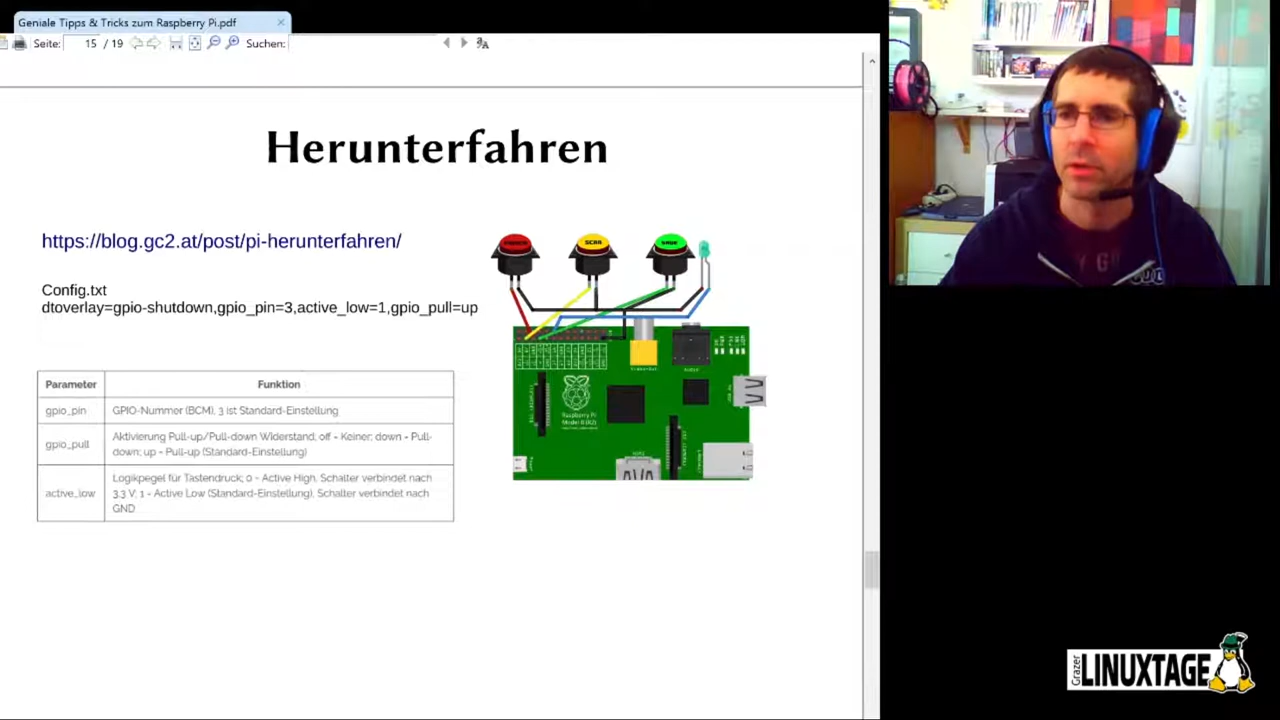 Geniale Tipps & Tricks zum Raspberry Pi.pdf
Seite: 15 / 19 Suchen:
Herunterfahren
https://blog.gc2.at/post/pi-herunterfahren/
Config.txt
dtoverlay=gpio-shutdown,gpio_pin=3,active_low=1,gpio_pull=up
Parameter Funktion
gpio_pin GPIO-Nummer (BCM), 3 ist Standard-Einstellung
gpio_pull Aktivierung Pull-up/Pull-down Widerstand; off - Keiner; down - Pull-
down; up - Pull-up (Standard-Einstellung)
active_low Logikpegel für Tastendruck; 0 - Active High, Schalter verbindet nach
3.3 V; 1 - Active Low (Standard-Einstellung), Schalter verbindet nach
GND
SCAN
Raspberry Pi
Grazer
LINUXTAGE